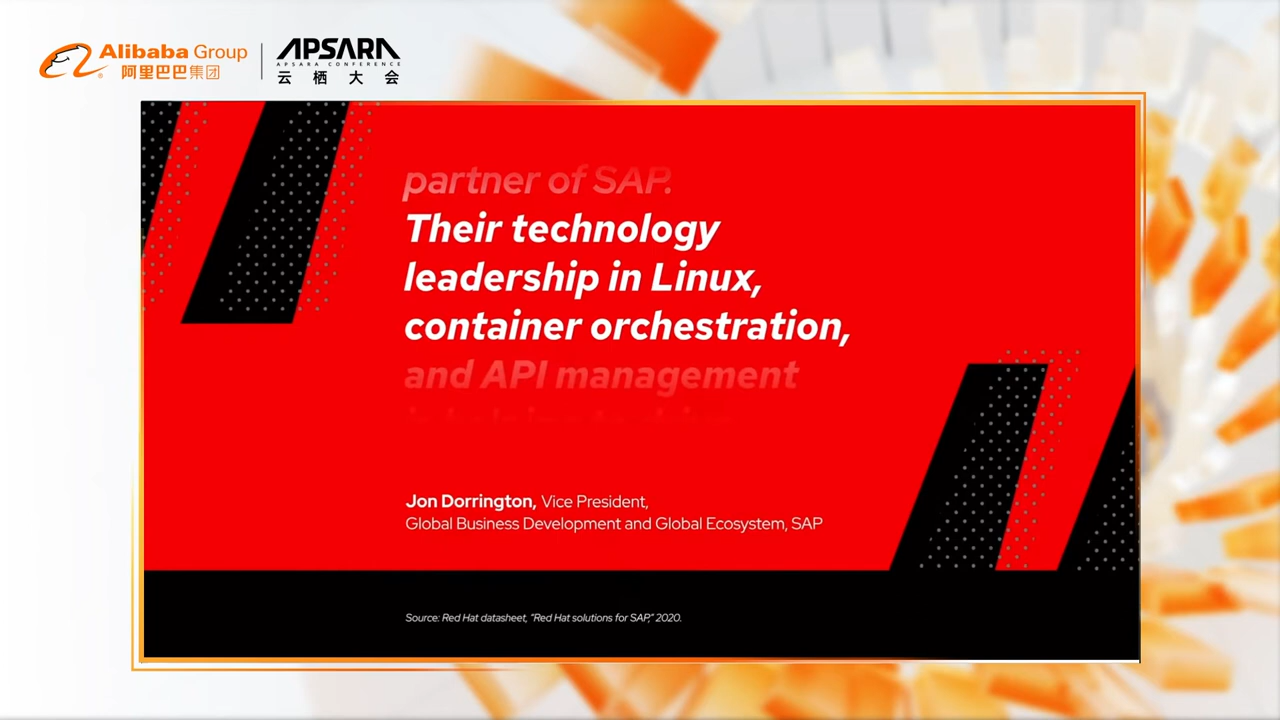 Alibaba Group
阿里巴巴集团
APSARA
APSARA CONFERENCE
云栖大会
partner of SAP.
Their technology
leadership in Linux,
container orchestration,
and API management
Jon Dorrington, Vice President,
Global Business Development and Global Ecosystem, SAP
Source: Red Hat datasheet, "Red Hat solutions for SAP," 2020.